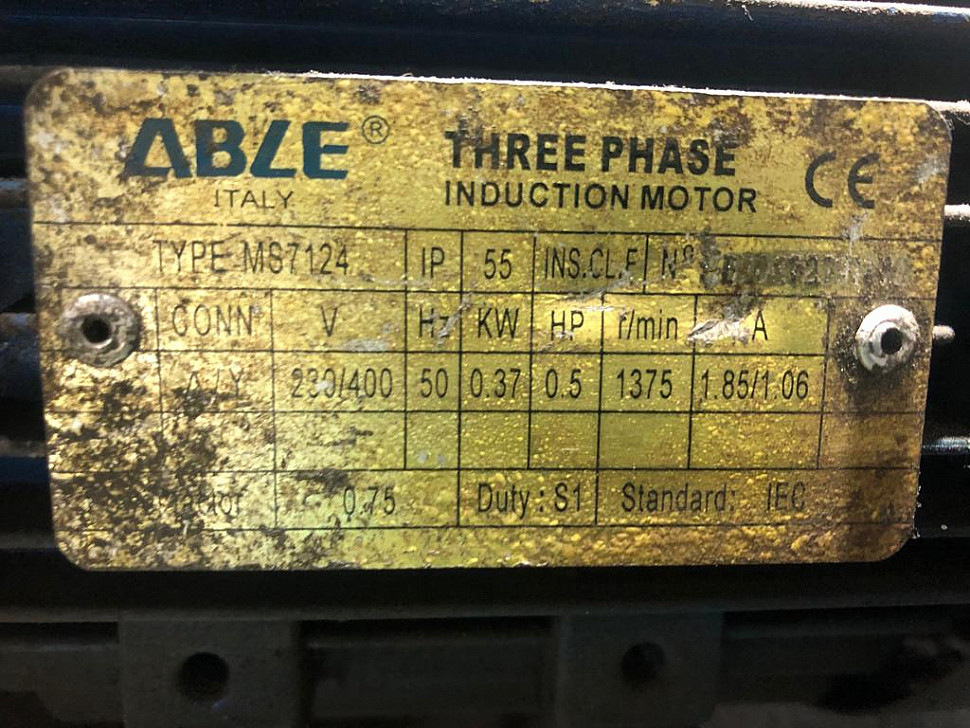 ABLE® THREE PHASE
ITALY INDUCTION MOTOR CE
TYPE MS7124 IP 55 INS.CL.F Nº
CONN V Hz KW HP r/min A
Δ/Y 230/400 50 0.37 0.5 1375 1.85/1.06
0.75 Duty: S1 Standard: IEC